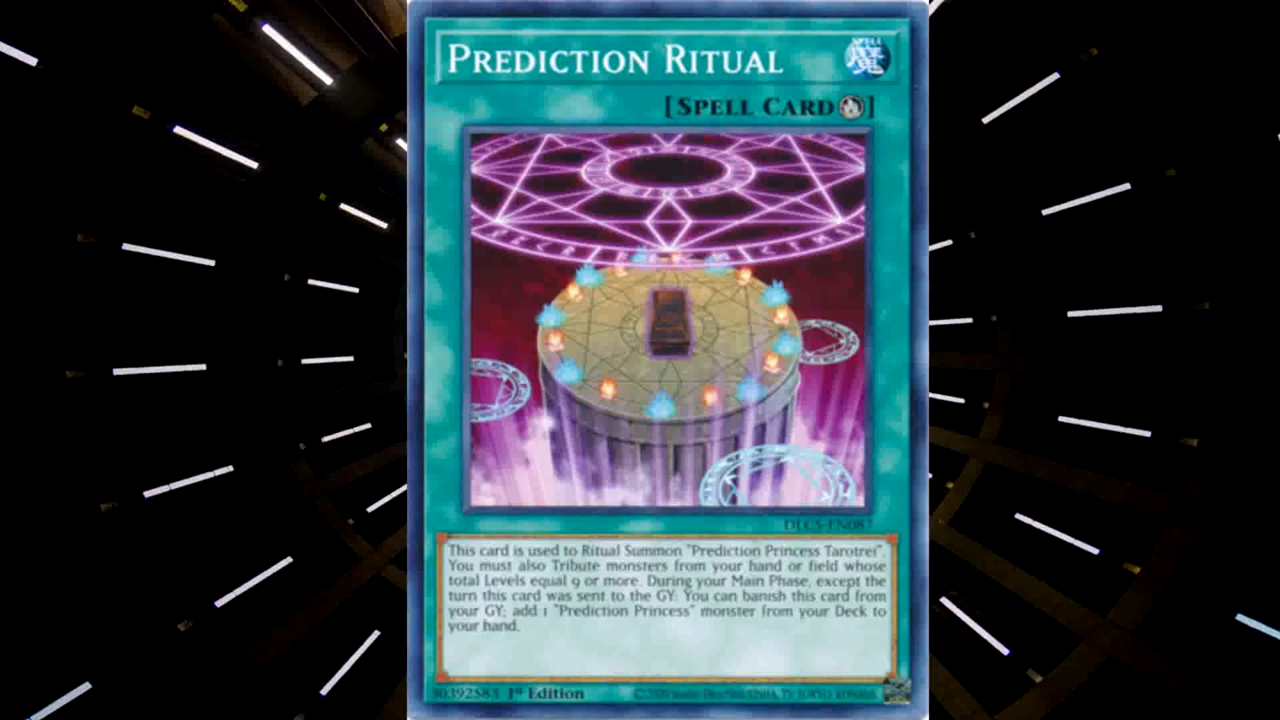 PREDICTION RITUAL
SPELL
魔
[SPELL CARD]
DLCS-EN087
This card is used to Ritual Summon "Prediction Princess Tarotrei".
You must also Tribute monsters from your hand or field whose
total Levels equal 9 or more. During your Main Phase, except the
turn this card was sent to the GY: You can banish this card from
your GY; add 1 "Prediction Princess" monster from your Deck to
your hand.
30392583 1st Edition